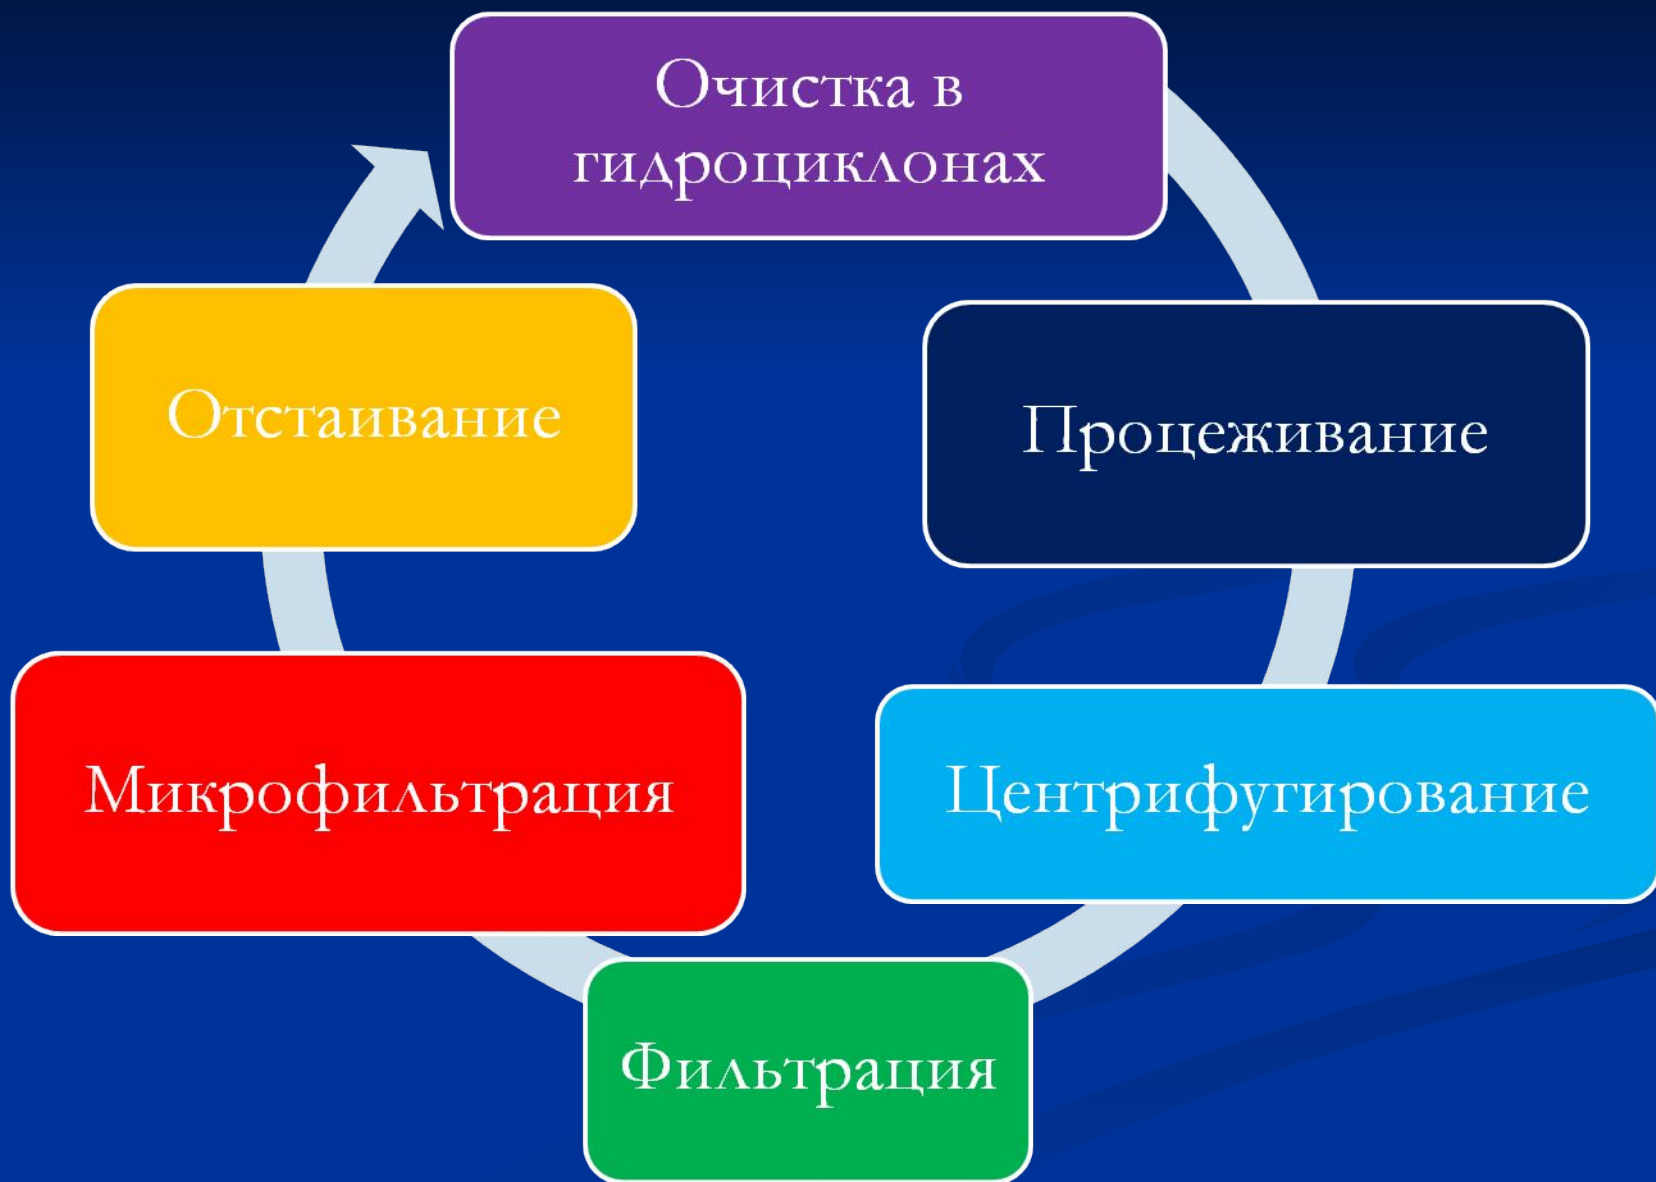 Очистка в
гидроциклонах
Отстаивание
Процеживание
Микрофильтрация
Центрифугирование
Фильтрация